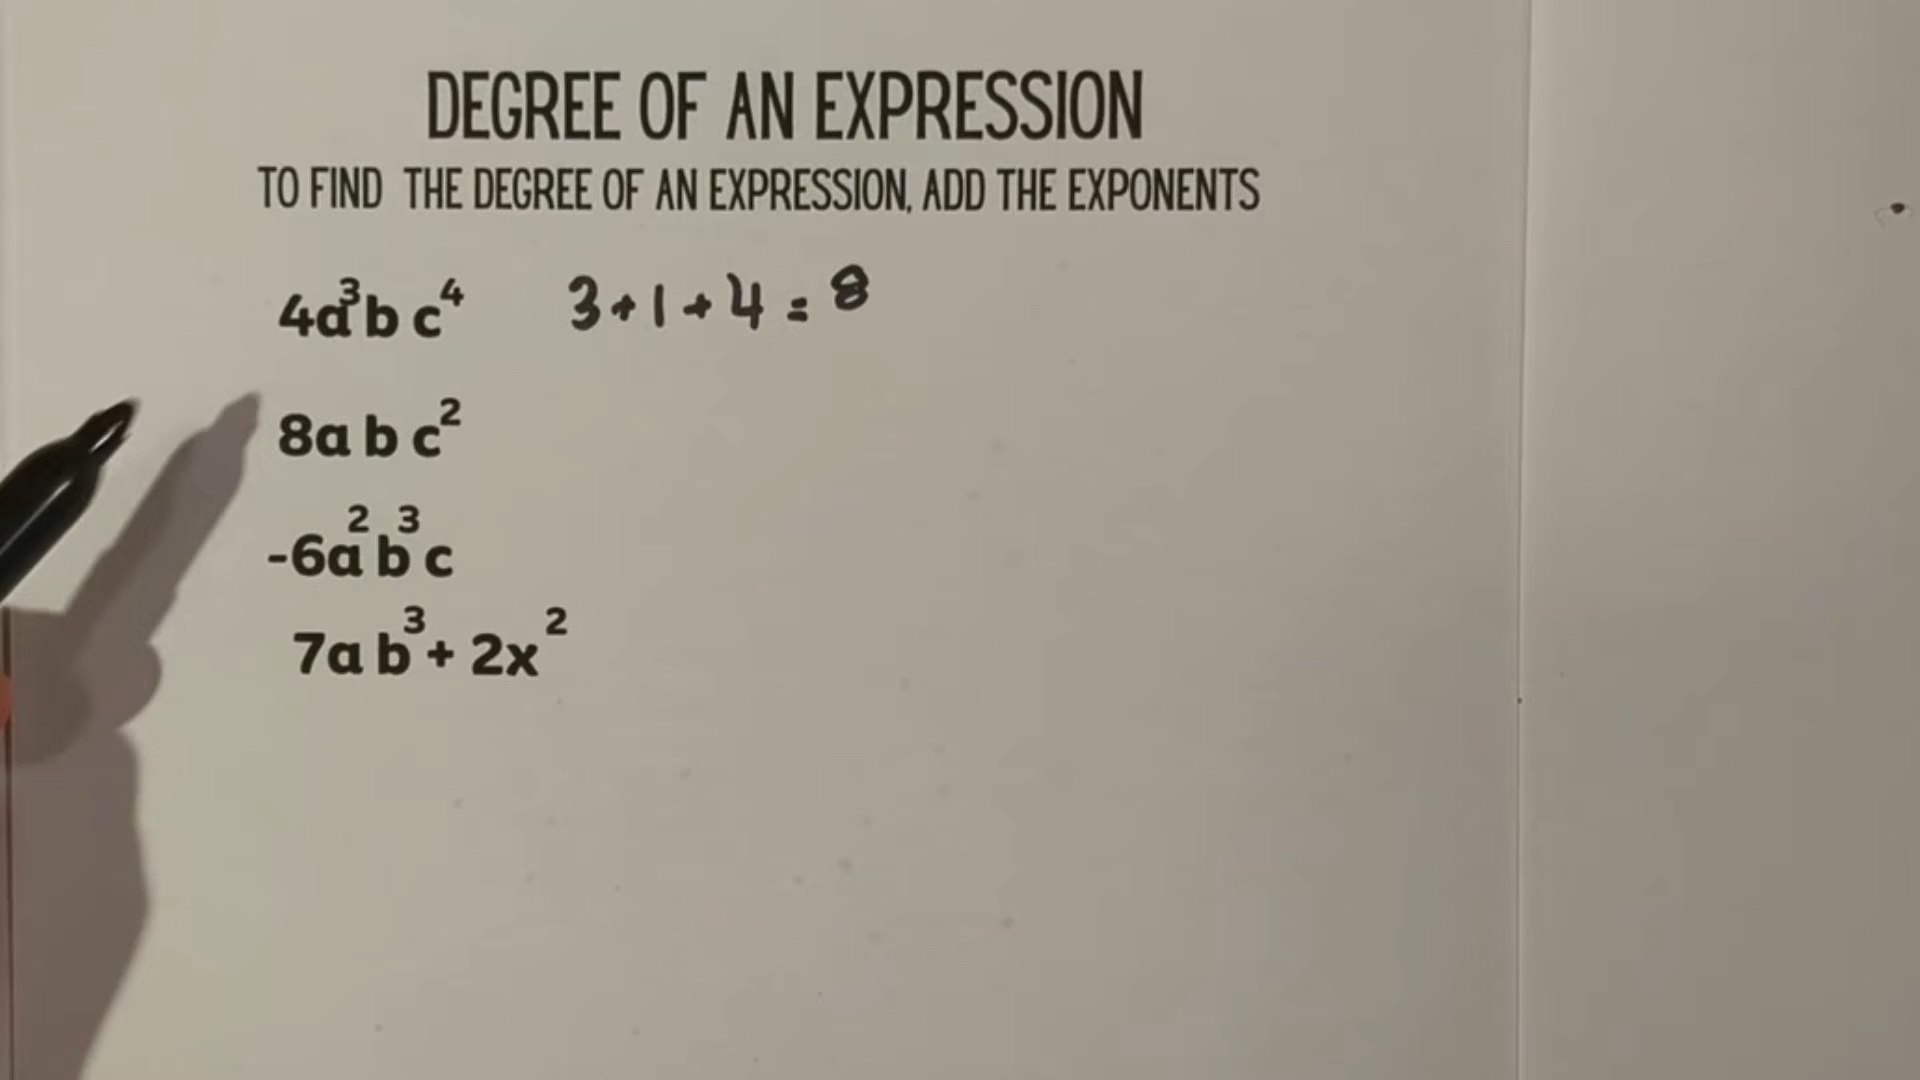 DEGREE OF AN EXPRESSION
TO FIND THE DEGREE OF AN EXPRESSION, ADD THE EXPONENTS
4a³b c⁴ 3+1+4=8
8a b c²
-6a²b³c
7a b³+ 2x²